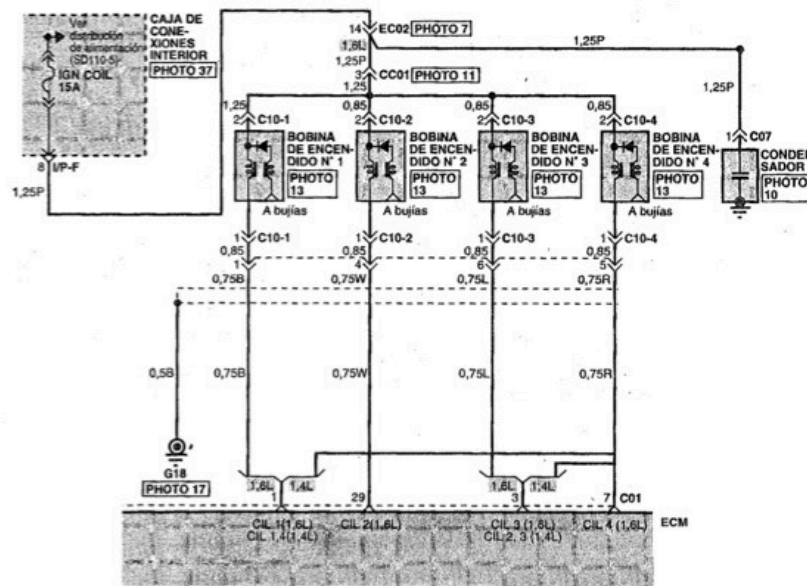 Ver
distribución
de alimentación
(SD110-5)
IGN COIL
15A
CAJA DE
CONE-
XIONES
INTERIOR
PHOTO 37
8 I/P-F
1,25P
14 EC02 PHOTO 7
1,6L
1,25P
1,25P
1,25P
3 CC01 PHOTO 11
1,25
1,25
0,85
0,85
0,85
2 C10-1
2 C10-2
2 C10-3
2 C10-4
1 C07
BOBINA
DE ENCEN-
DIDO N° 1
PHOTO
13
BOBINA
DE ENCEN-
DIDO N° 2
PHOTO
13
BOBINA
DE ENCEN-
DIDO N° 3
PHOTO
13
BOBINA
DE ENCEN-
DIDO N° 4
PHOTO
13
CONDEN
SADOR
PHOTO
10
A bujías
A bujías
A bujías
A bujías
1 C10-1
1 C10-2
1 C10-3
1 C10-4
0,85
0,85
0,85
0,85
1
4
6
5
0,75B
0,75W
0,75L
0,75R
0,5B
0,75B
0,75W
0,75L
0,75R
G18
PHOTO 17
1,6L 1,4L
1,6L 1,4L
1
29
3
7 C01
CIL 1(1,6L)
CIL 1,4(1,4L)
CIL 2(1,6L)
CIL 3 (1,6L)
CIL 2, 3 (1,4L)
CIL 4 (1,6L)
ECM